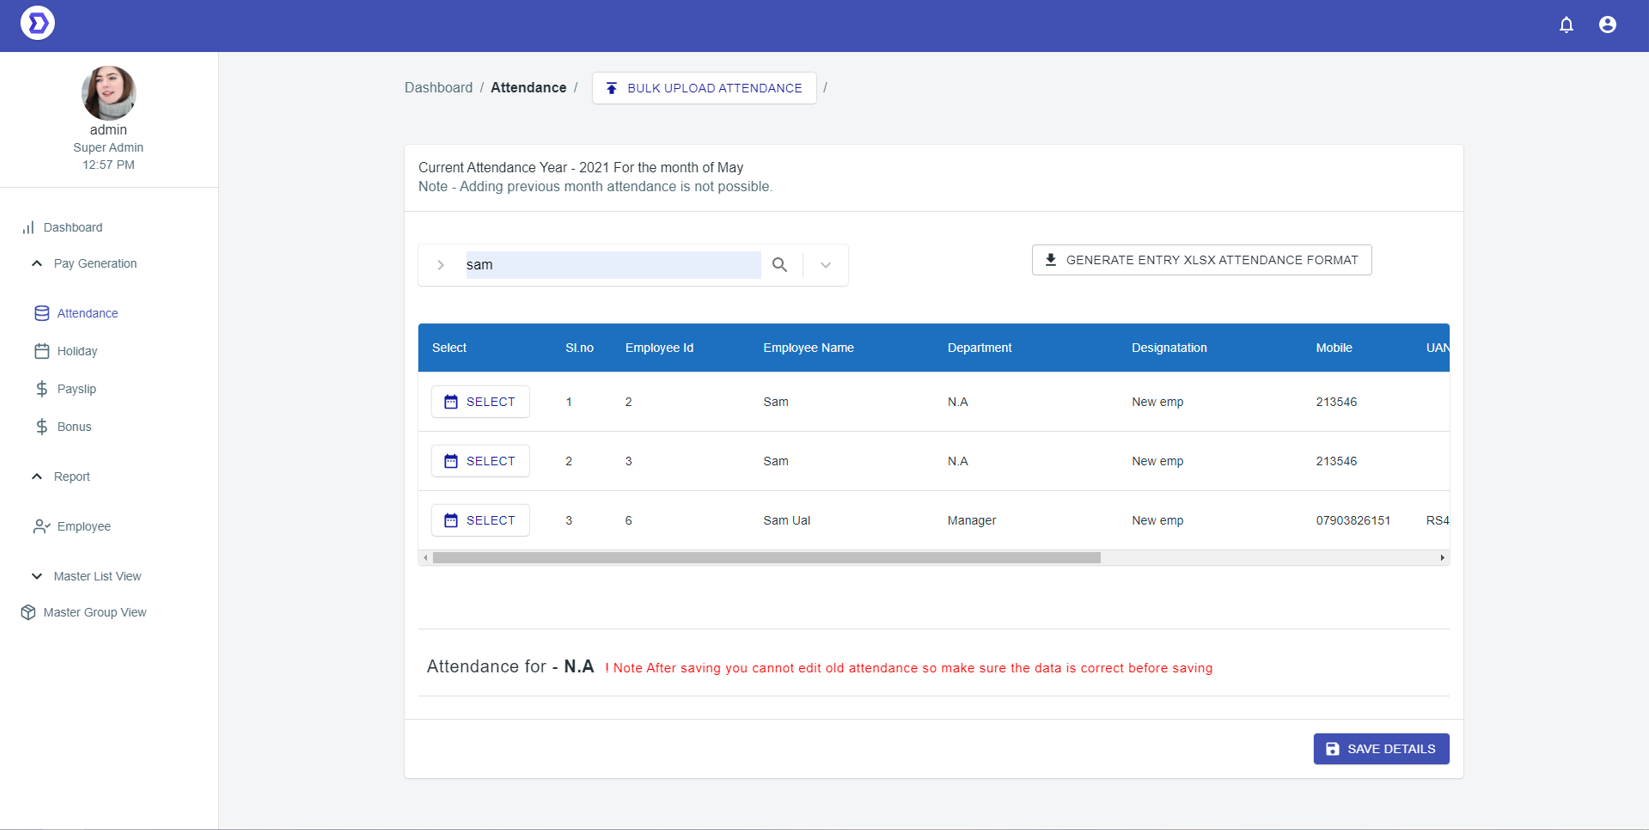 Dashboard / Attendance / BULK UPLOAD ATTENDANCE /
admin
Super Admin
12:57 PM
Dashboard
Pay Generation
Attendance
Holiday
Payslip
Bonus
Report
Employee
Master List View
Master Group View
Current Attendance Year - 2021 For the month of May
Note - Adding previous month attendance is not possible.
sam
GENERATE ENTRY XLSX ATTENDANCE FORMAT
Select Sl.no Employee Id Employee Name Department Designatation Mobile UAN
SELECT 1 2 Sam N.A New emp 213546
SELECT 2 3 Sam N.A New emp 213546
SELECT 3 6 Sam Ual Manager New emp 07903826151 RS4
Attendance for - N.A ! Note After saving you cannot edit old attendance so make sure the data is correct before saving
SAVE DETAILS